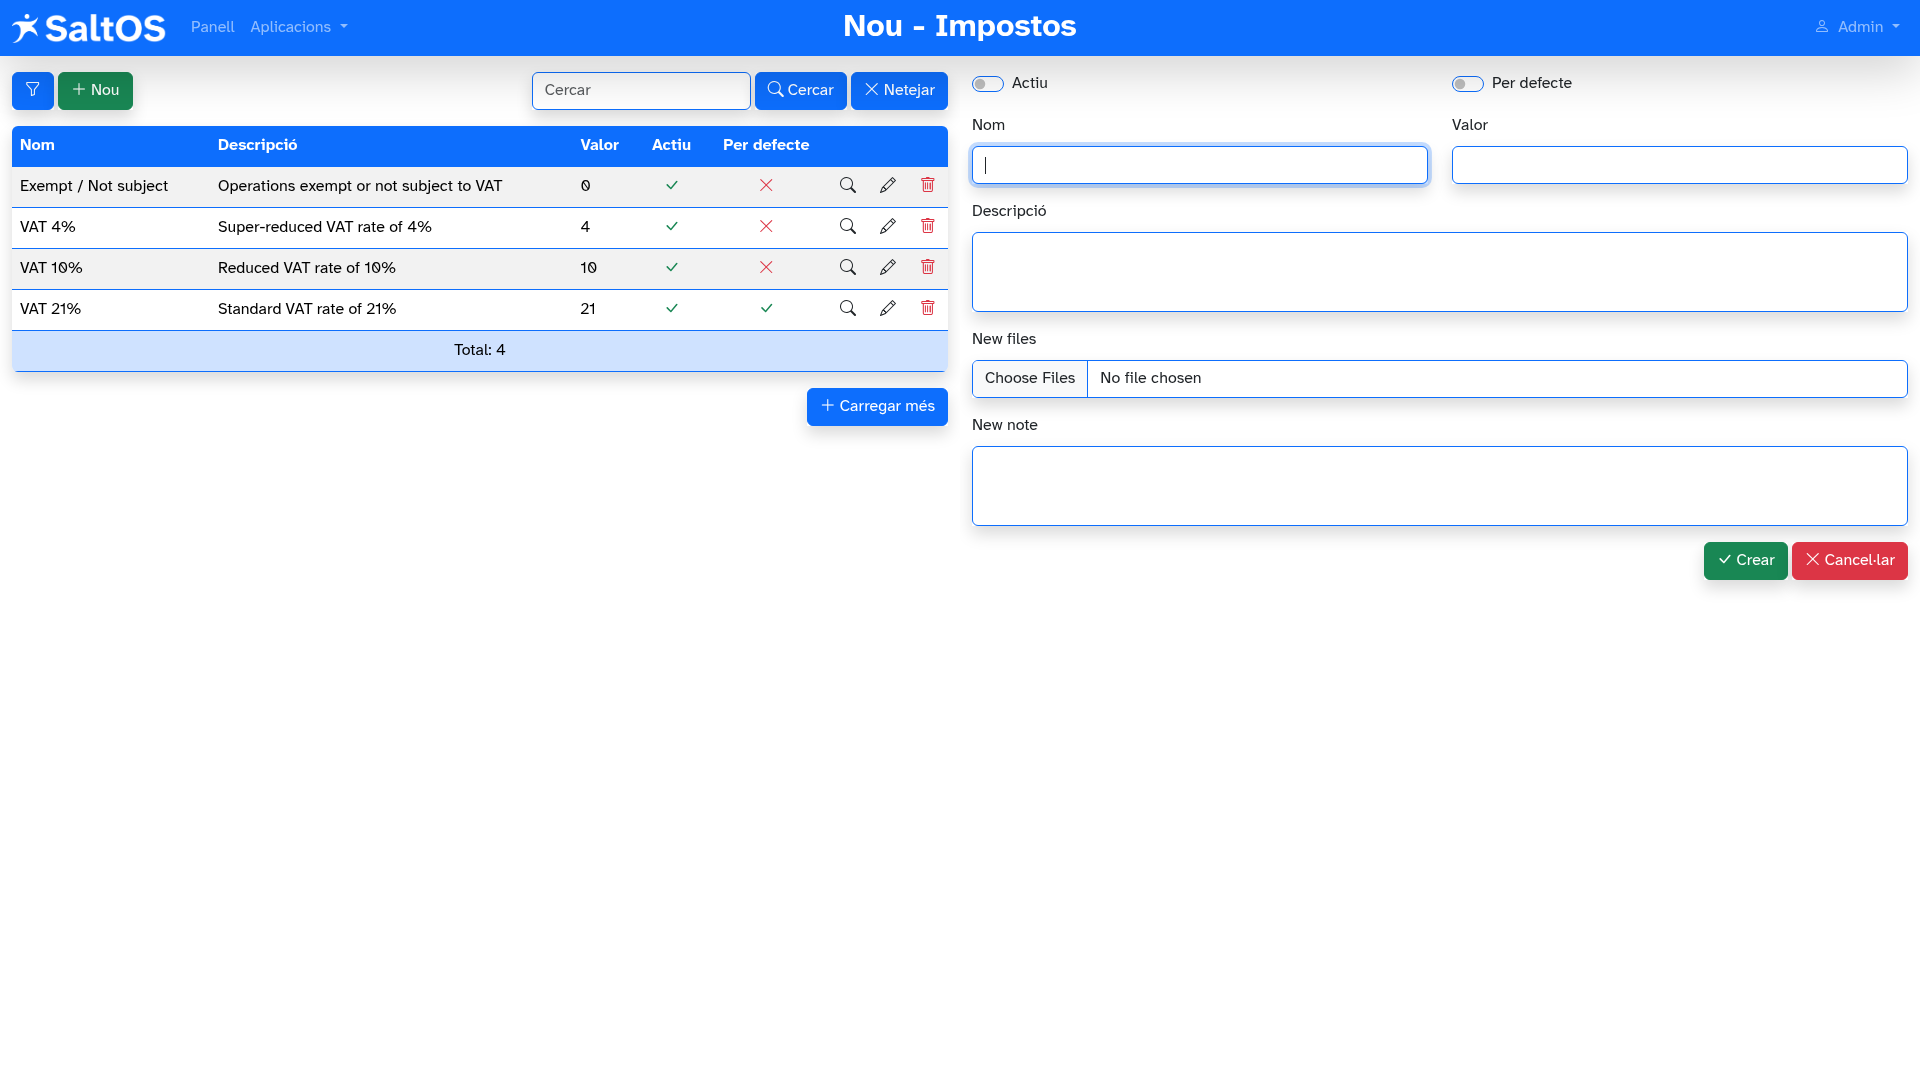 SaltOS Panell Aplicacions Nou - Impostos Admin
Nou Cercar Cercar Netejar
Nom Descripció Valor Actiu Per defecte
Exempt / Not subject Operations exempt or not subject to VAT 0
VAT 4% Super-reduced VAT rate of 4% 4
VAT 10% Reduced VAT rate of 10% 10
VAT 21% Standard VAT rate of 21% 21
Total: 4
Carregar més
Actiu Per defecte
Nom Valor
Descripció
New files
Choose Files No file chosen
New note
Crear Cancel·lar